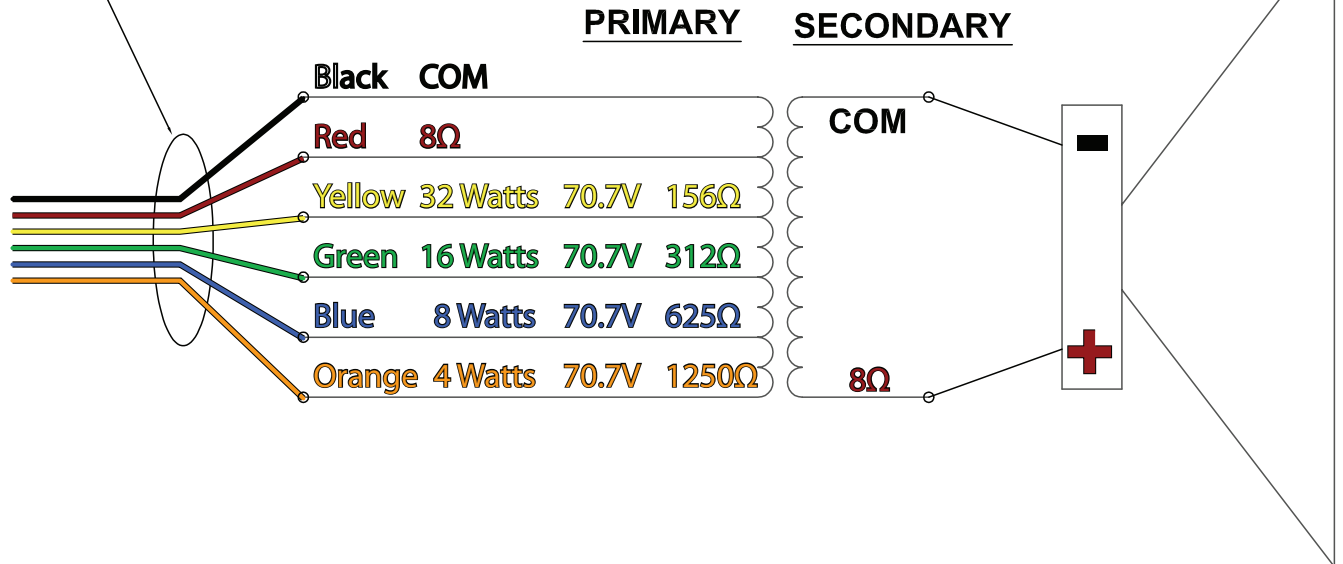 PRIMARY SECONDARY
Black COM
COM
Red 8Ω
Yellow 32 Watts 70.7V 156Ω
Green 16 Watts 70.7V 312Ω
Blue 8 Watts 70.7V 625Ω
Orange 4 Watts 70.7V 1250Ω
8Ω